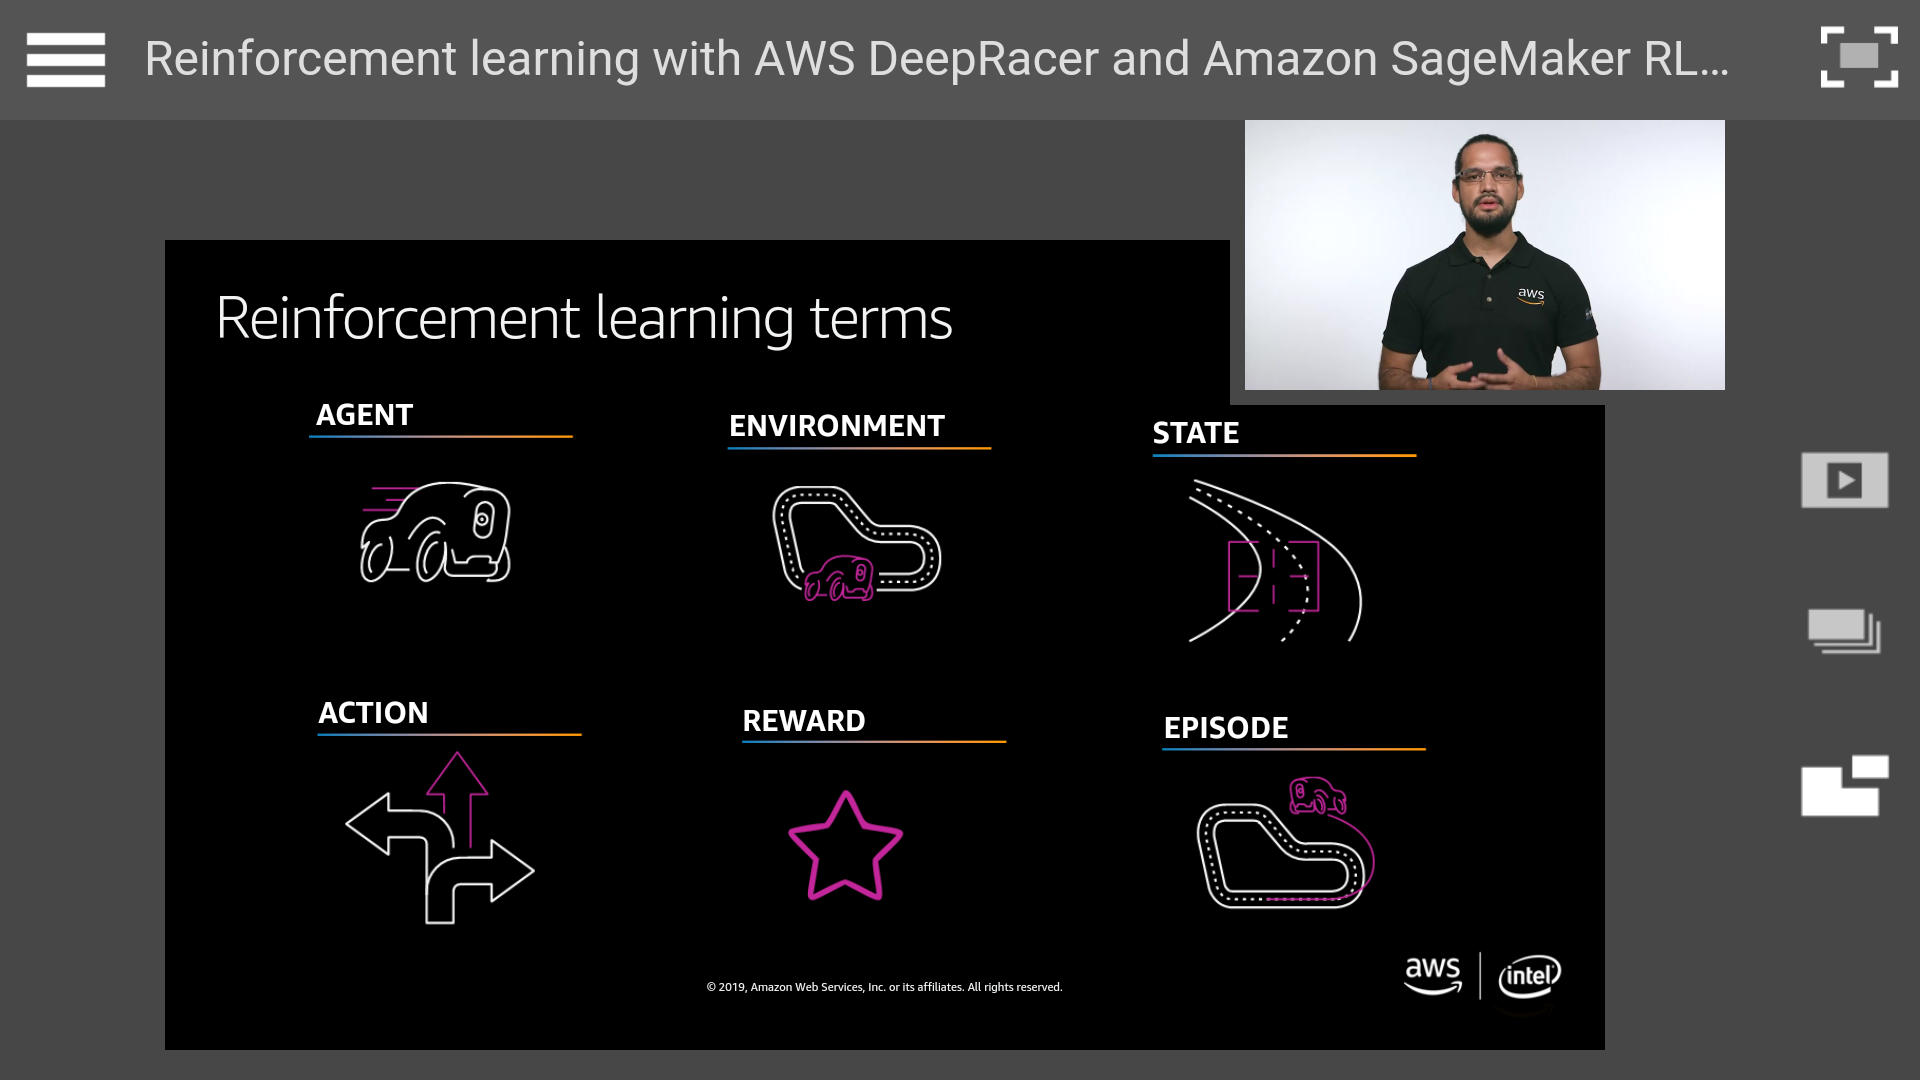 Reinforcement learning with AWS DeepRacer and Amazon SageMaker RL...
aws
Reinforcement learning terms
AGENT
ENVIRONMENT
STATE
ACTION
REWARD
EPISODE
© 2019, Amazon Web Services, Inc. or its affiliates. All rights reserved.
aws | intel